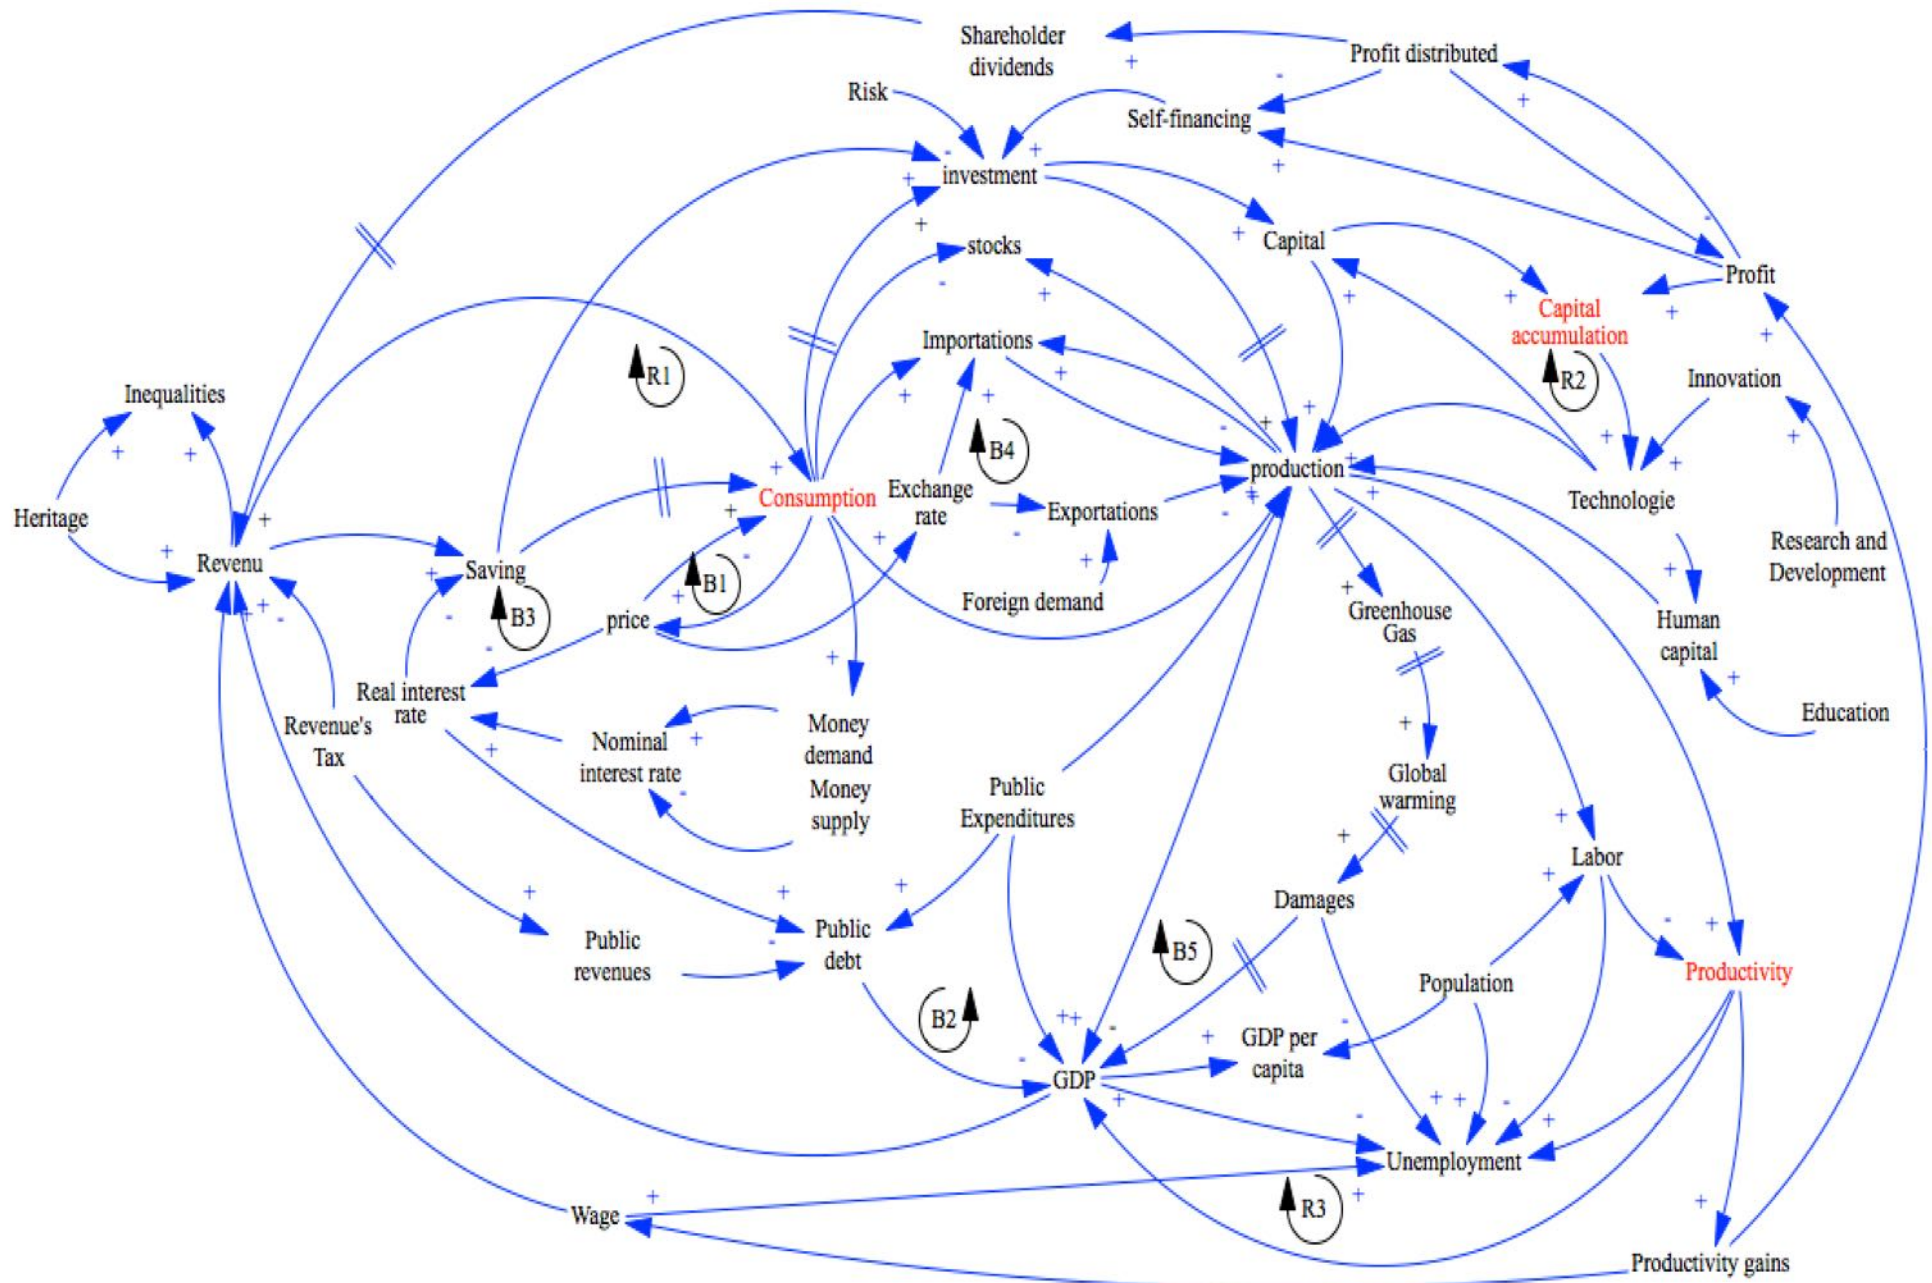 Shareholder
dividends
Profit distributed
Risk
Self-financing
investment
Capital
stocks
Profit
Capital
accumulation
Importations
R1
R2
Innovation
Inequalities
B4
production
Consumption
Exchange
rate
Exportations
Technologie
Heritage
Research and
Development
Revenu
Saving
B1
B3
price
Foreign demand
Greenhouse
Gas
Human
capital
Real interest
rate
Revenue's
Tax
Education
Money
demand
Nominal
interest rate
Money
supply
Public
Expenditures
Global
warming
Labor
Damages
Public
revenues
Public
debt
B5
Productivity
Population
B2
GDP per
capita
GDP
Unemployment
Wage
R3
Productivity gains